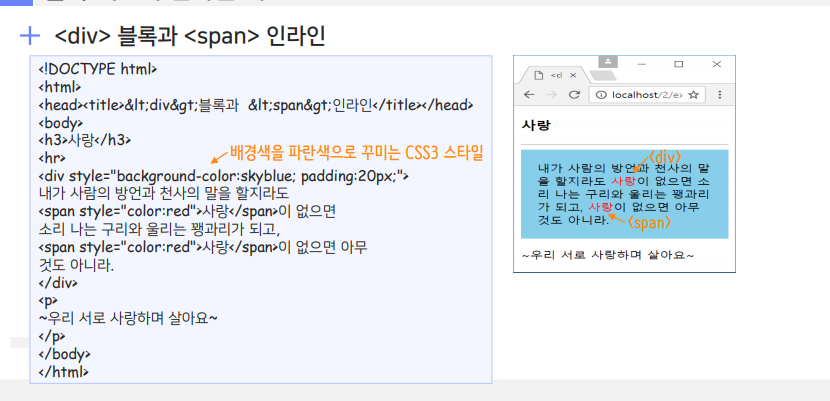 + <div> 블록과 <span> 인라인
<!DOCTYPE html>
<html>
<head><title>&lt;div&gt;블록과 &lt;span&gt;인라인</title></head>
<body>
<h3>사랑</h3>
<hr>
배경색을 파란색으로 꾸미는 CSS3 스타일
<div style="background-color:skyblue; padding:20px;">
내가 사람의 방언과 천사의 말을 할지라도
<span style="color:red">사랑</span>이 없으면
소리 나는 구리와 울리는 꽹과리가 되고,
<span style="color:red">사랑</span>이 없으면 아무
것도 아니라.
</div>
<p>
~우리 서로 사랑하며 살아요~
</p>
</body>
</html>
<d
localhost/2/e
사랑
<div>
내가 사람의 방언과 천사의 말
을 할지라도 사랑이 없으면 소
리 나는 구리와 울리는 꽹과리
가 되고, 사랑이 없으면 아무
것도 아니라.
<span>
~우리 서로 사랑하며 살아요~